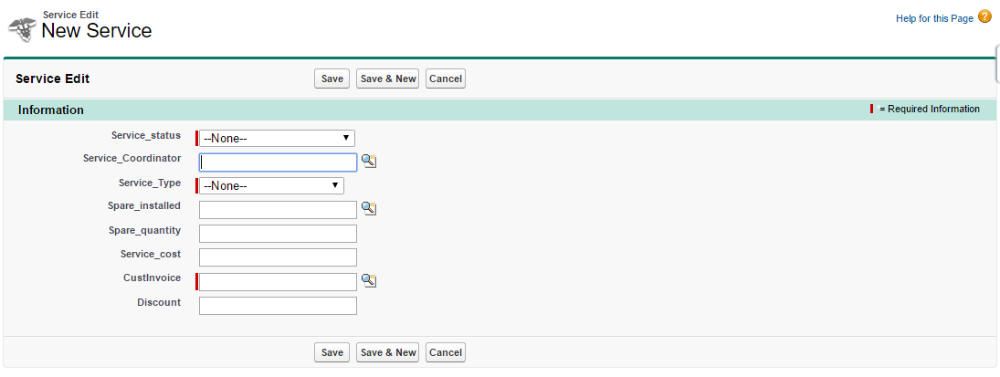 Service Edit
New Service
Help for this Page ?
Service Edit
Save
Save & New
Cancel
Information
= Required Information
Service_status
--None--
Service_Coordinator
Service_Type
--None--
Spare_installed
Spare_quantity
Service_cost
CustInvoice
Discount
Save
Save & New
Cancel